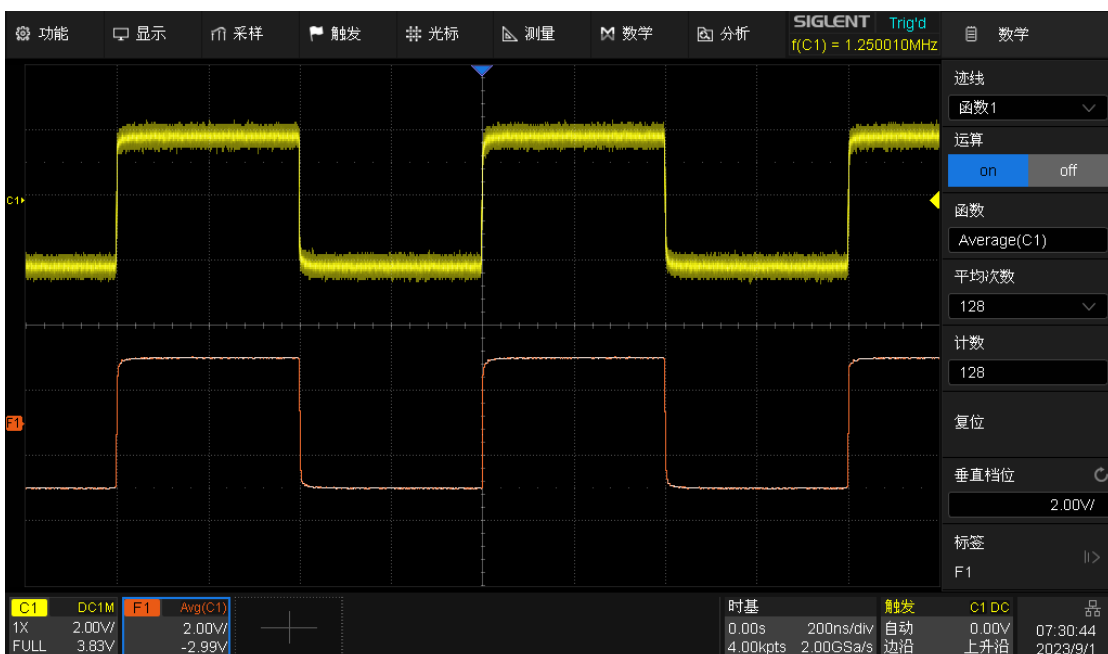 功能 显示 采样 触发 光标 测量 数学 分析
SIGLENT Trig'd
f(C1) = 1.250010MHz
数学
迹线
函数1
运算
on off
函数
Average(C1)
平均次数
128
计数
128
复位
垂直档位
2.00V/
标签
F1
C1
F1
C1 DC1M
1X 2.00V/
FULL 3.83V
F1 Avg(C1)
2.00V/
-2.99V
时基
0.00s 200ns/div
4.00kpts 2.00GSa/s
触发 C1 DC
自动 0.00V
边沿 上升沿
07:30:44
2023/9/1